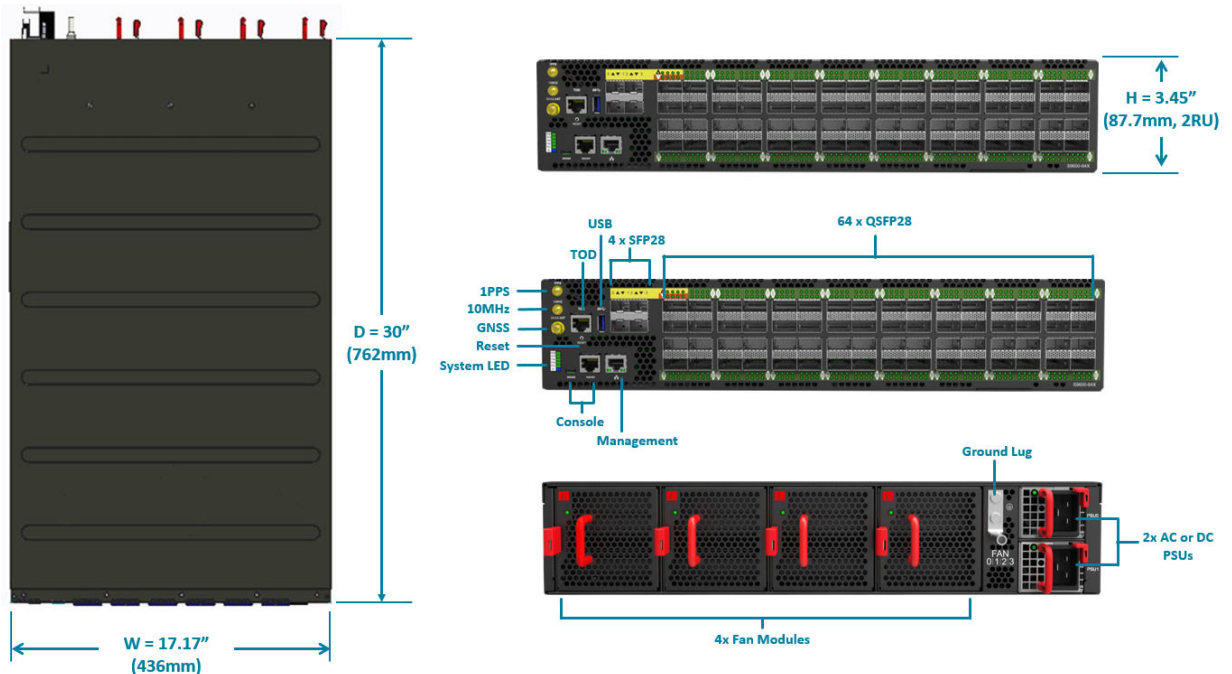 D = 30”
(762mm)
W = 17.17”
(436mm)
H = 3.45”
(87.7mm, 2RU)
64 x QSFP28
USB
4 x SFP28
TOD
1PPS
10MHz
GNSS
Reset
System LED
Console
Management
Ground Lug
2x AC or DC
PSUs
PSU0
PSU1
FAN
0 1 2 3
4x Fan Modules